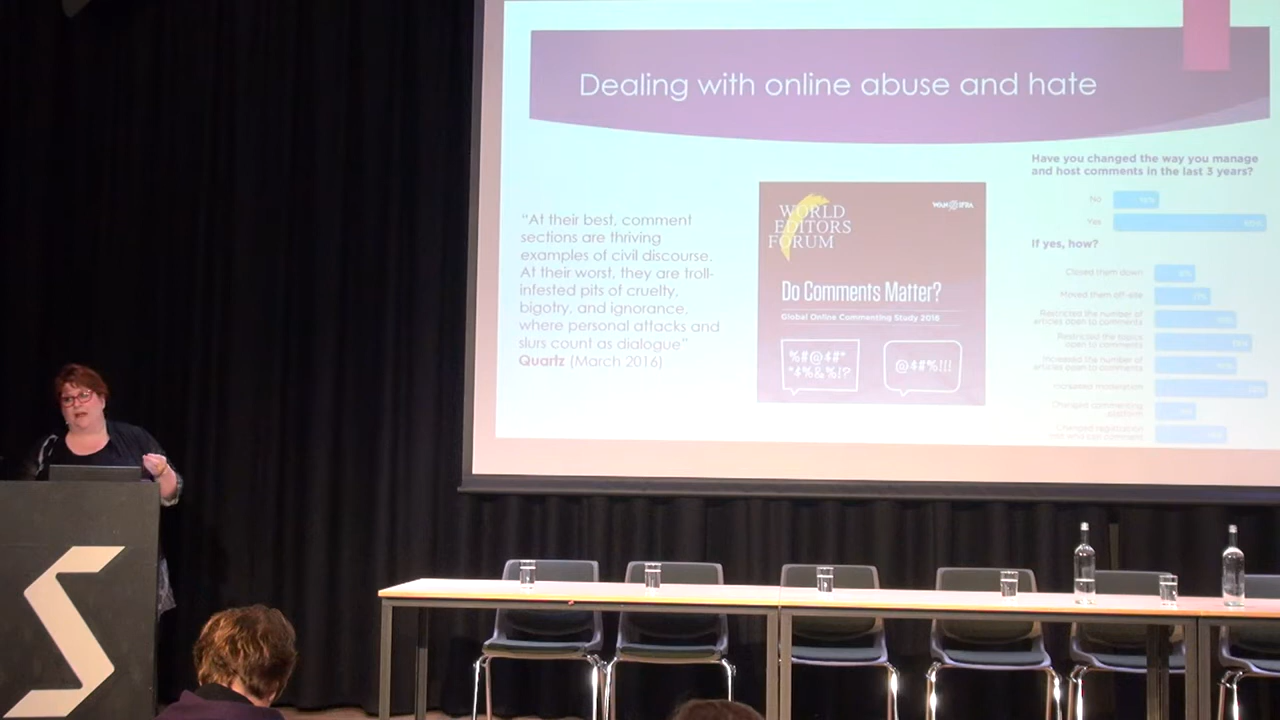 Dealing with online abuse and hate
“At their best, comment
sections are thriving
examples of civil discourse.
At their worst, they are troll-
infested pits of cruelty,
bigotry, and ignorance,
where personal attacks and
slurs count as dialogue”
Quartz (March 2016)
WORLD
EDITORS
FORUM
WAN IFRA
Do Comments Matter?
Global Online Commenting Study 2016
%#@&#*
*&%&%!?
@&#%!!!
Have you changed the way you manage
and host comments in the last 3 years?
No
Yes
If yes, how?
Closed them down
Moved them off-site
Restricted the number of
articles open to comments
Restricted the topics
open to comments
Increased the number of
articles open to comments
Increased moderation
Changed commenting
platform
Changed registration
S